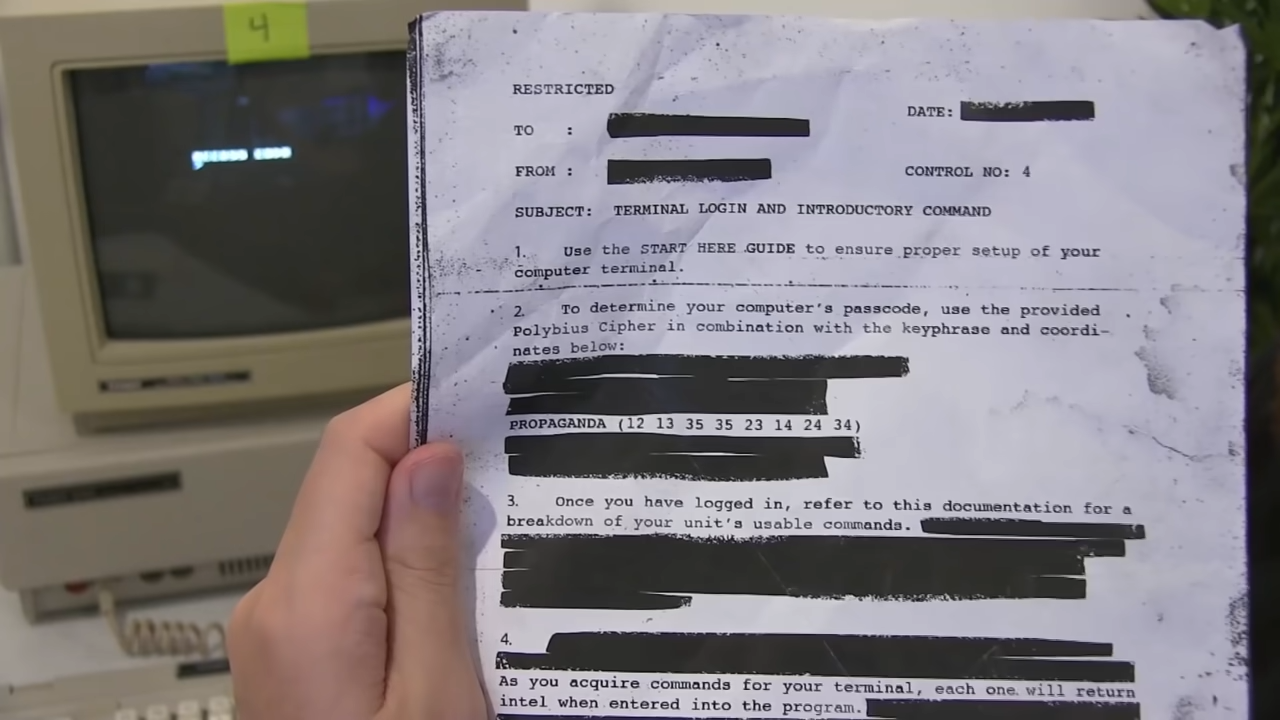 4
RESTRICTED
DATE:
TO :
FROM :
CONTROL NO: 4
SUBJECT: TERMINAL LOGIN AND INTRODUCTORY COMMAND
1. Use the START HERE GUIDE to ensure proper setup of your
computer terminal.
2. To determine your computer's passcode, use the provided
Polybius Cipher in combination with the keyphrase and coordi-
nates below:
PROPAGANDA (12 13 35 35 23 14 24 34)
3. Once you have logged in, refer to this documentation for a
breakdown of your unit's usable commands.
4.
As you acquire commands for your terminal, each one will return
intel when entered into the program.